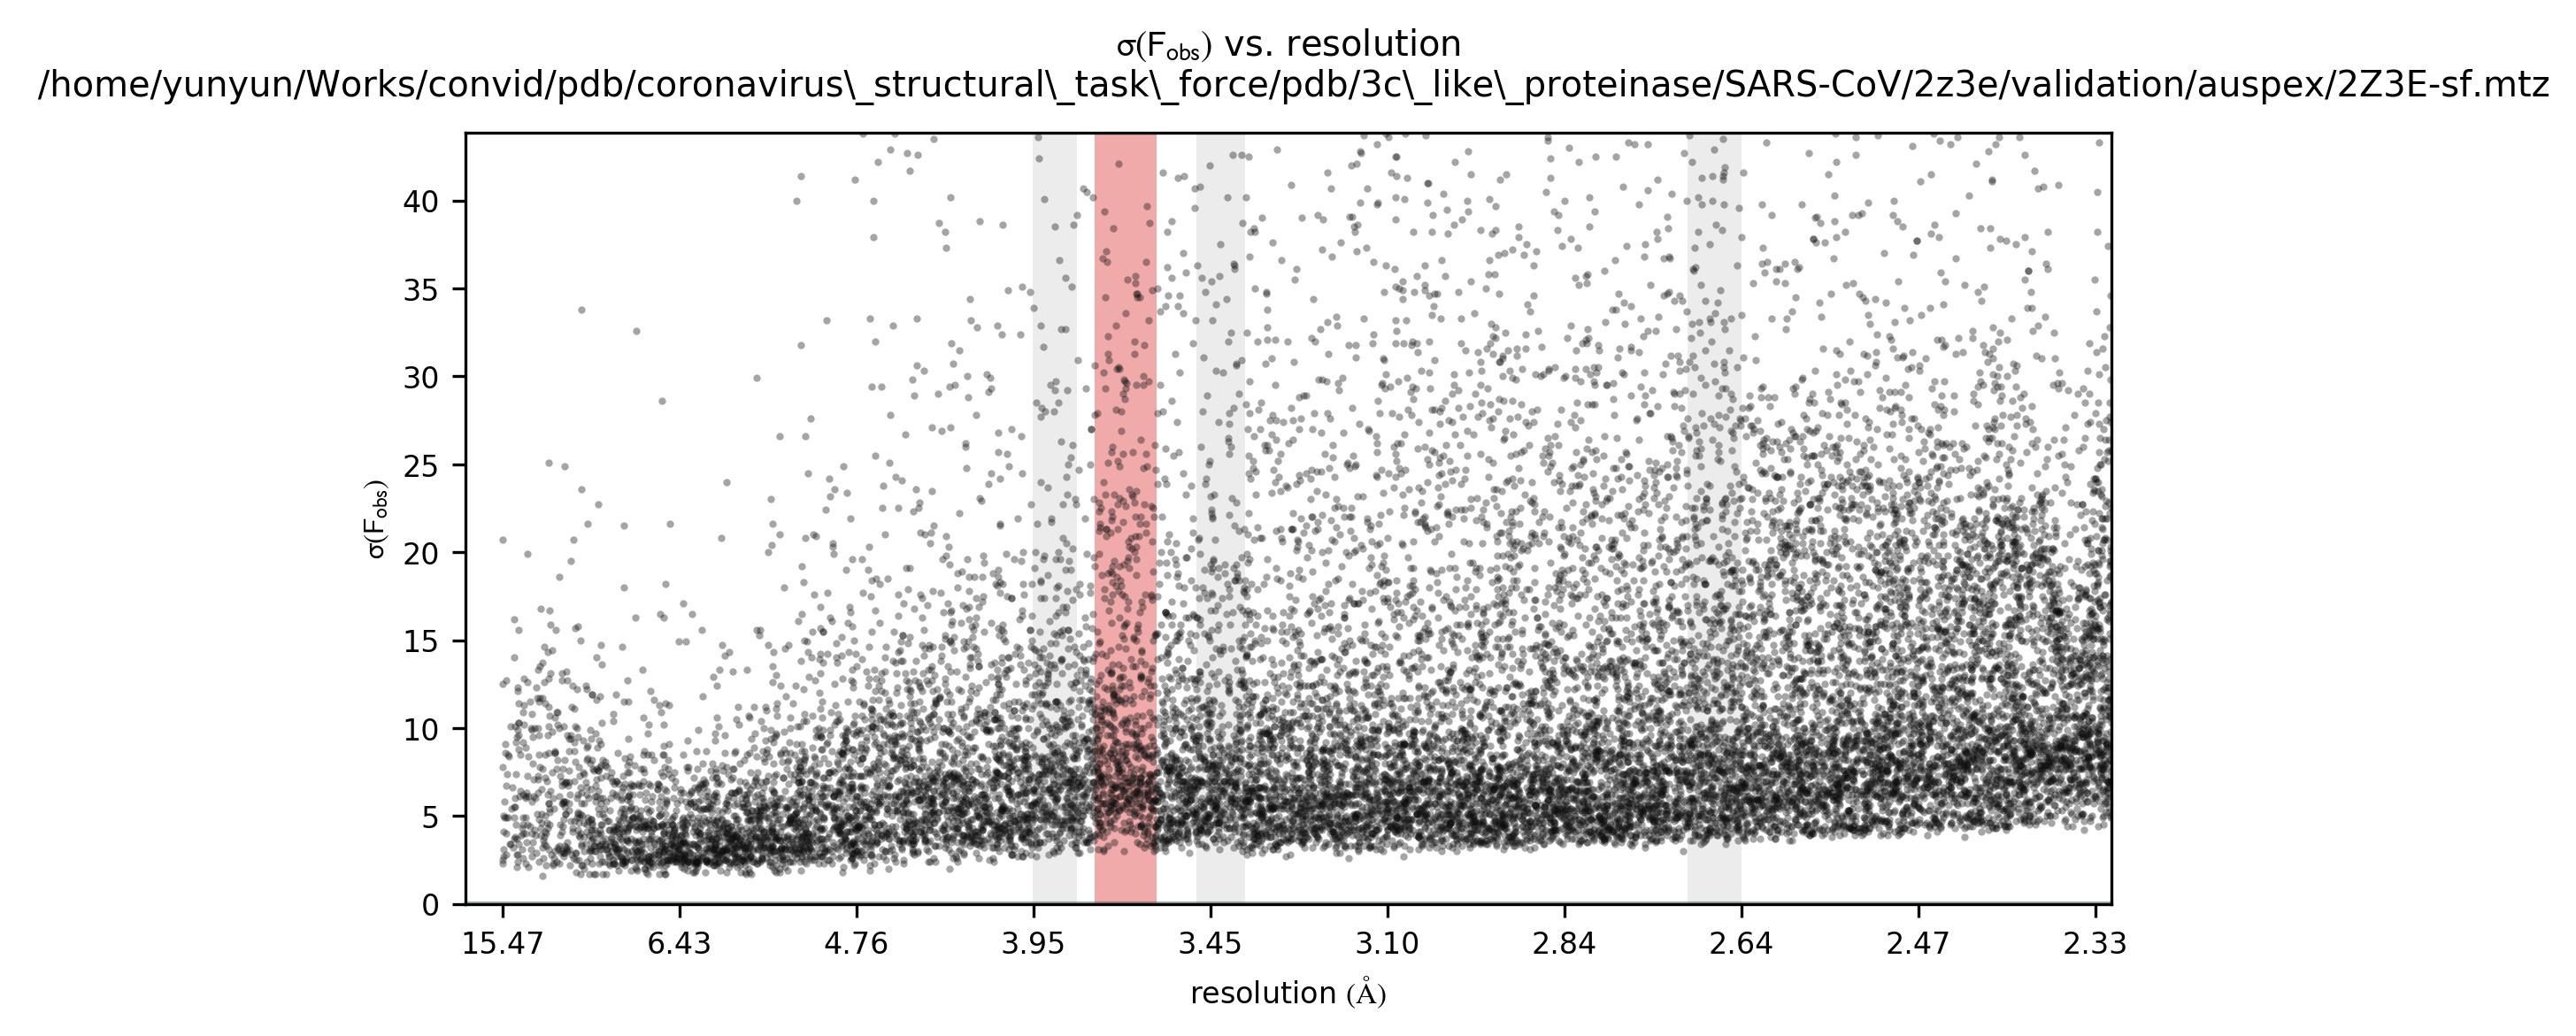 σ(F_obs) vs. resolution
/home/yunyun/Works/convid/pdb/coronavirus\_structural\_task\_force/pdb/3c\_like\_proteinase/SARS-CoV/2z3e/validation/auspex/2Z3E-sf.mtz
40
35
30
25
20
15
10
5
0
σ(F_obs)
15.47 6.43 4.76 3.95 3.45 3.10 2.84 2.64 2.47 2.33
resolution (Å)